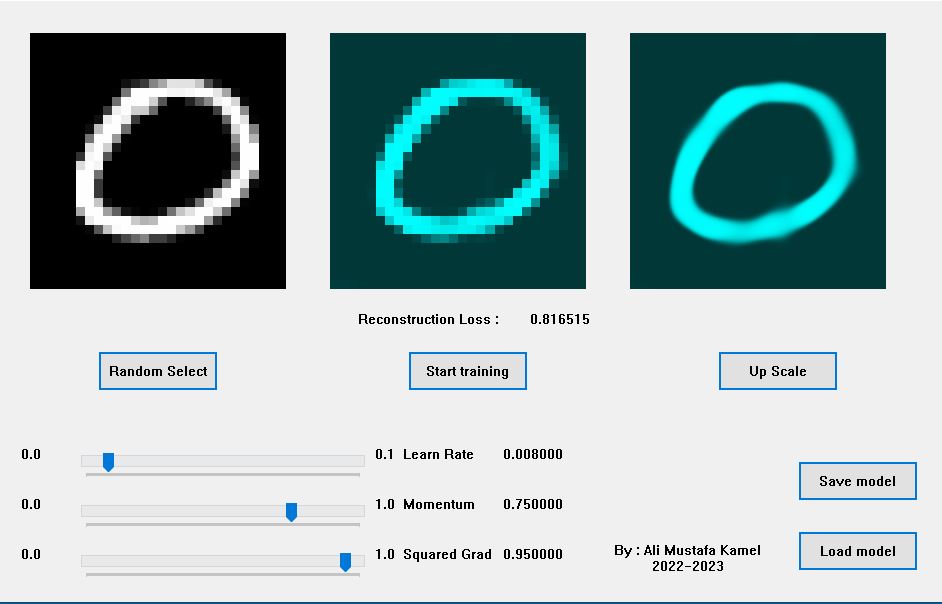 Reconstruction Loss : 0.816515
Random Select
Start training
Up Scale
0.0 0.1 Learn Rate 0.008000
0.0 1.0 Momentum 0.750000
0.0 1.0 Squared Grad 0.950000
Save model
Load model
By : Ali Mustafa Kamel
2022-2023